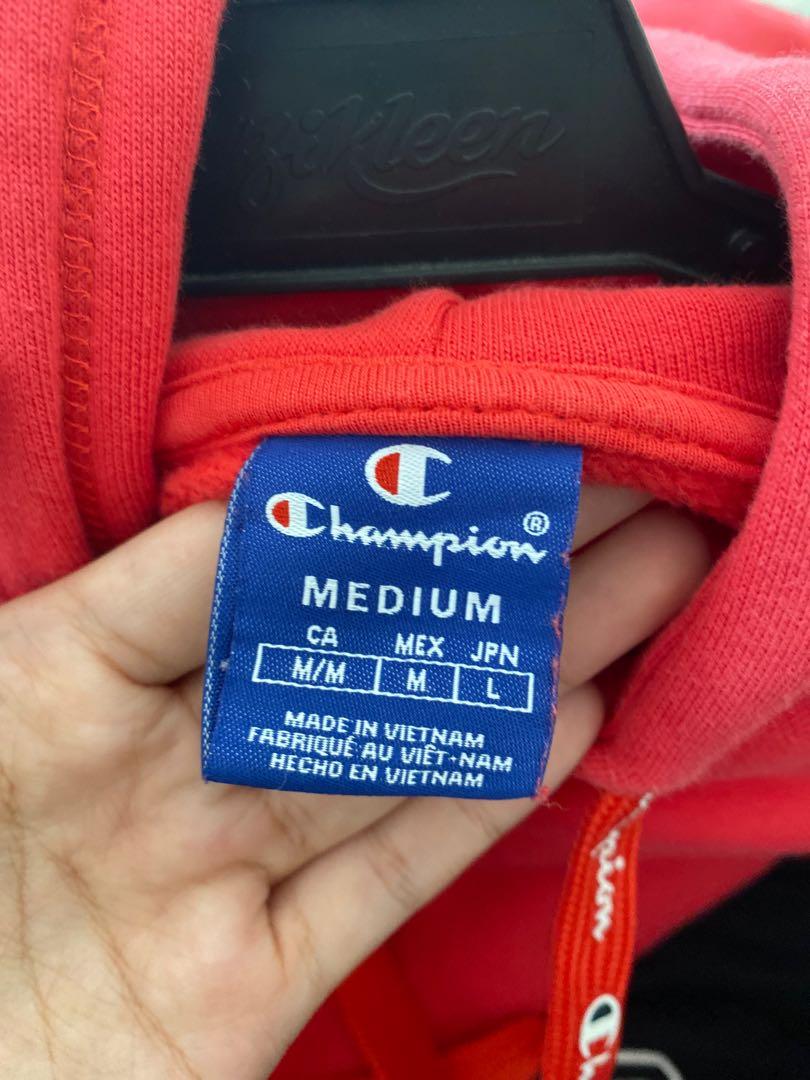 Champion®
MEDIUM
CA MEX JPN
M/M M L
MADE IN VIETNAM
FABRIQUÉ AU VIÊT-NAM
HECHO EN VIETNAM